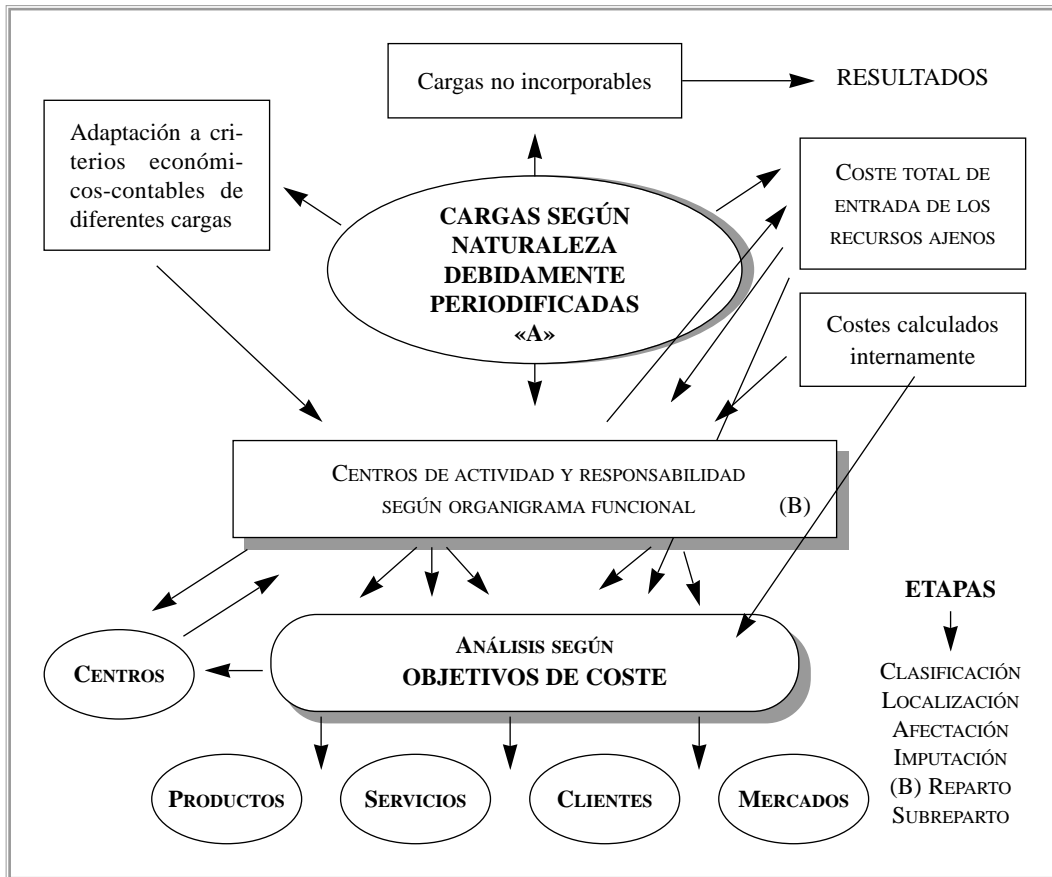 Cargas no incorporables
RESULTADOS
Adaptación a cri-
terios económi-
cos-contables de
diferentes cargas
CARGAS SEGÚN
NATURALEZA
DEBIDAMENTE
PERIODIFICADAS
«A»
COSTE TOTAL DE
ENTRADA DE LOS
RECURSOS AJENOS
Costes calculados
internamente
CENTROS DE ACTIVIDAD Y RESPONSABILIDAD
SEGÚN ORGANIGRAMA FUNCIONAL
(B)
CENTROS
ANÁLISIS SEGÚN
OBJETIVOS DE COSTE
PRODUCTOS
SERVICIOS
CLIENTES
MERCADOS
ETAPAS
CLASIFICACIÓN
LOCALIZACIÓN
AFECTACIÓN
IMPUTACIÓN
(B) REPARTO
SUBREPARTO